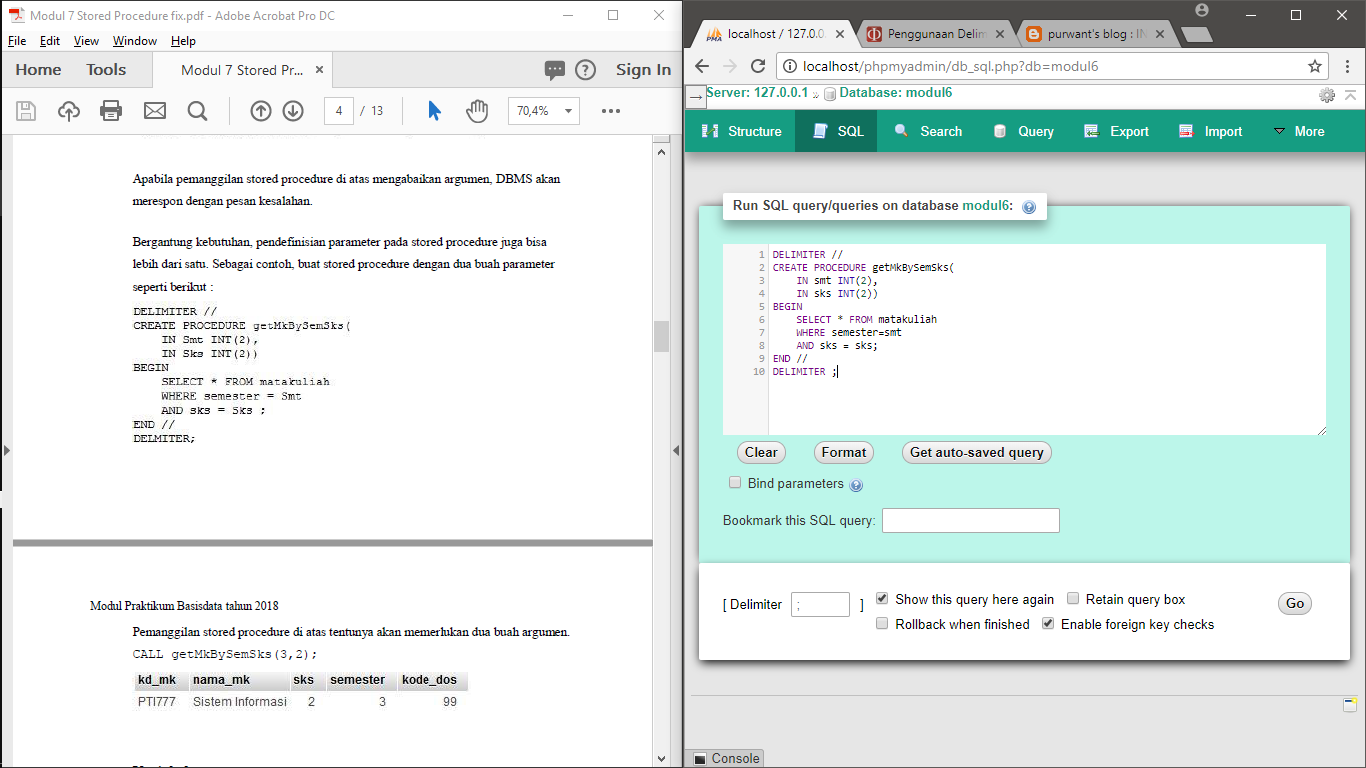 Modul 7 Stored Procedure fix.pdf - Adobe Acrobat Pro DC
File Edit View Window Help
Home Tools Modul 7 Stored Pr... × Sign In
4 / 13 70,4%
Apabila pemanggilan stored procedure di atas mengabaikan argumen, DBMS akan
merespon dengan pesan kesalahan.
Bergantung kebutuhan, pendefinisian parameter pada stored procedure juga bisa
lebih dari satu. Sebagai contoh, buat stored procedure dengan dua buah parameter
seperti berikut :
DELIMITER //
CREATE PROCEDURE getMkBySemSks(
IN Smt INT(2),
IN Sks INT(2))
BEGIN
SELECT * FROM matakuliah
WHERE semester = Smt
AND sks = Sks ;
END //
DELMITER;
Modul Praktikum Basisdata tahun 2018
Pemanggilan stored procedure di atas tentunya akan memerlukan dua buah argumen.
CALL getMkBySemSks(3,2);
kd_mk nama_mk sks semester kode_dos
PTI777 Sistem Informasi 2 3 99
PMA localhost / 127.0.0. Penggunaan Delim purwant's blog : IN
localhost/phpmyadmin/db_sql.php?db=modul6
Server: 127.0.0.1 » Database: modul6
Structure SQL Search Query Export Import More
Run SQL query/queries on database modul6:
1 DELIMITER //
2 CREATE PROCEDURE getMkBySemSks(
3 IN smt INT(2),
4 IN sks INT(2))
5 BEGIN
6 SELECT * FROM matakuliah
7 WHERE semester=smt
8 AND sks = sks;
9 END //
10 DELIMITER ;
Clear Format Get auto-saved query
Bind parameters
Bookmark this SQL query:
[ Delimiter ; ] Show this query here again Retain query box Go
Rollback when finished Enable foreign key checks
Console